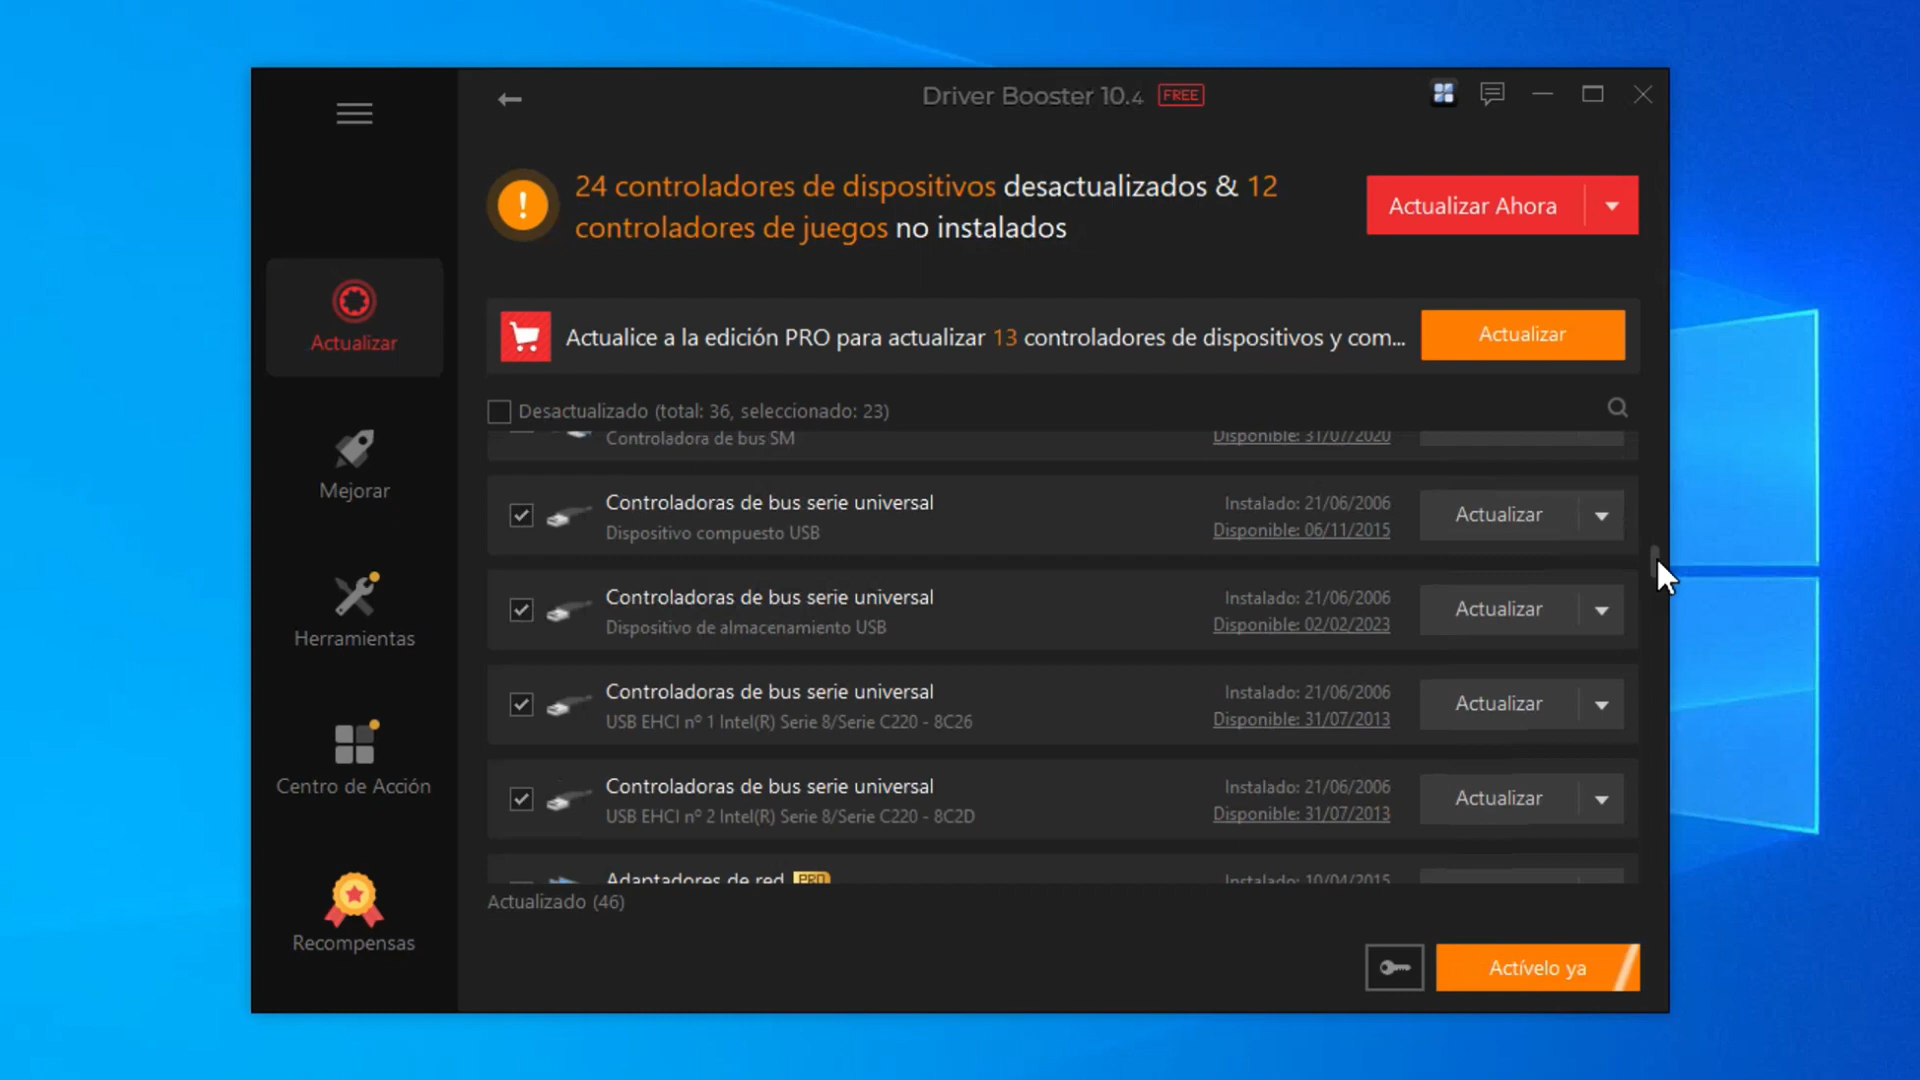 Driver Booster 10.4 FREE
24 controladores de dispositivos desactualizados & 12
controladores de juegos no instalados
Actualizar Ahora
Actualice a la edición PRO para actualizar 13 controladores de dispositivos y com...
Actualizar
Desactualizado (total: 36, seleccionado: 23)
Controladora de bus SM
Disponible: 31/07/2020
Controladoras de bus serie universal
Dispositivo compuesto USB
Instalado: 21/06/2006
Disponible: 06/11/2015
Actualizar
Controladoras de bus serie universal
Dispositivo de almacenamiento USB
Instalado: 21/06/2006
Disponible: 02/02/2023
Actualizar
Controladoras de bus serie universal
USB EHCI nº 1 Intel(R) Serie 8/Serie C220 - 8C26
Instalado: 21/06/2006
Disponible: 31/07/2013
Actualizar
Controladoras de bus serie universal
USB EHCI nº 2 Intel(R) Serie 8/Serie C220 - 8C2D
Instalado: 21/06/2006
Disponible: 31/07/2013
Actualizar
Adaptadores de red PRO
Instalado: 10/04/2015
Actualizado (46)
Actívelo ya
Actualizar
Mejorar
Herramientas
Centro de Acción
Recompensas